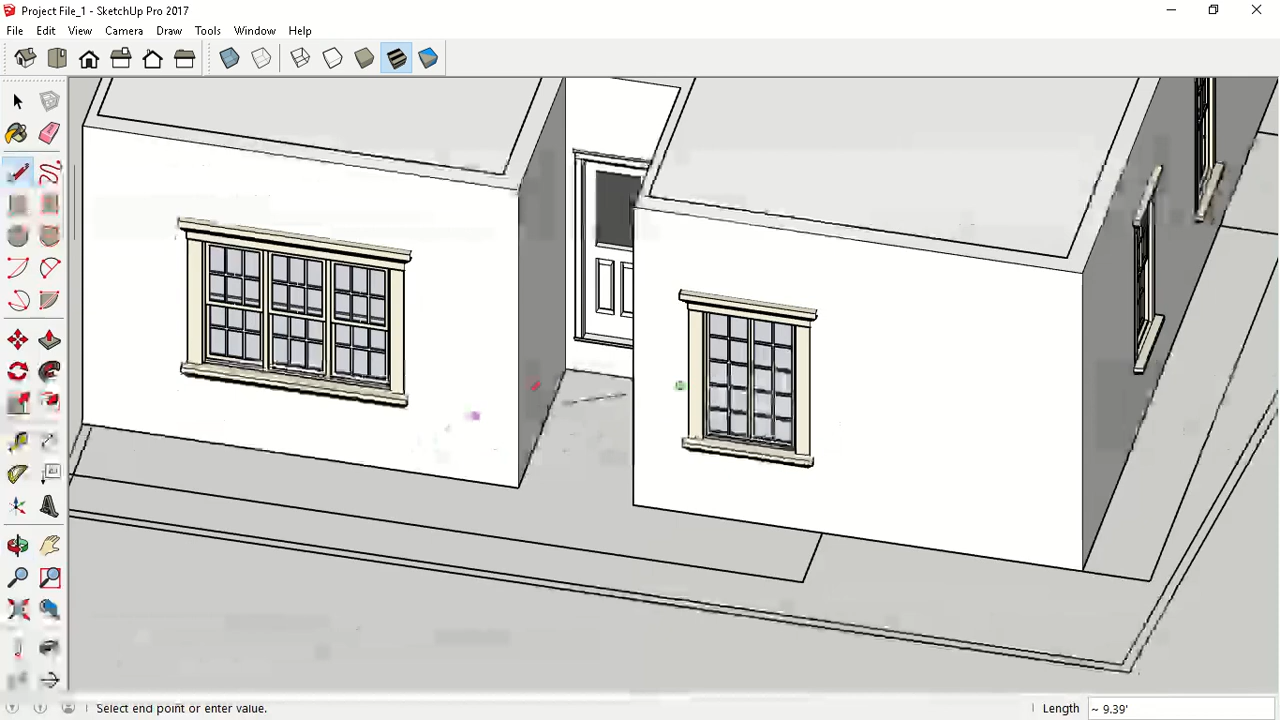 Project File_1 - SketchUp Pro 2017
File Edit View Camera Draw Tools Window Help
Select end point or enter value.
Length ~ 9.39'